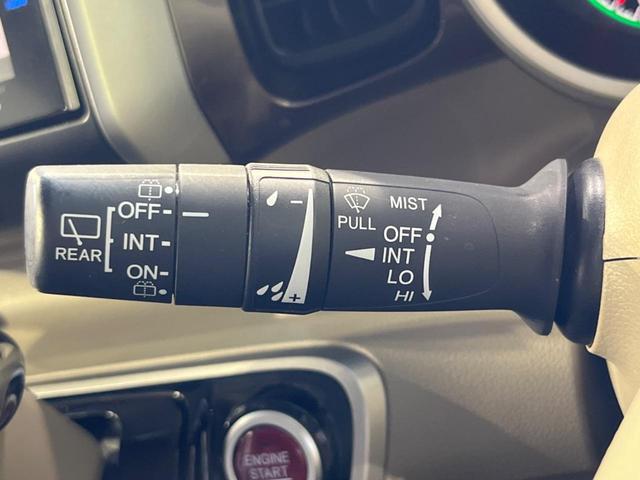 REAR
OFF
INT
ON
− +
PULL
MIST
OFF
INT
LO
HI
ENGINE
START